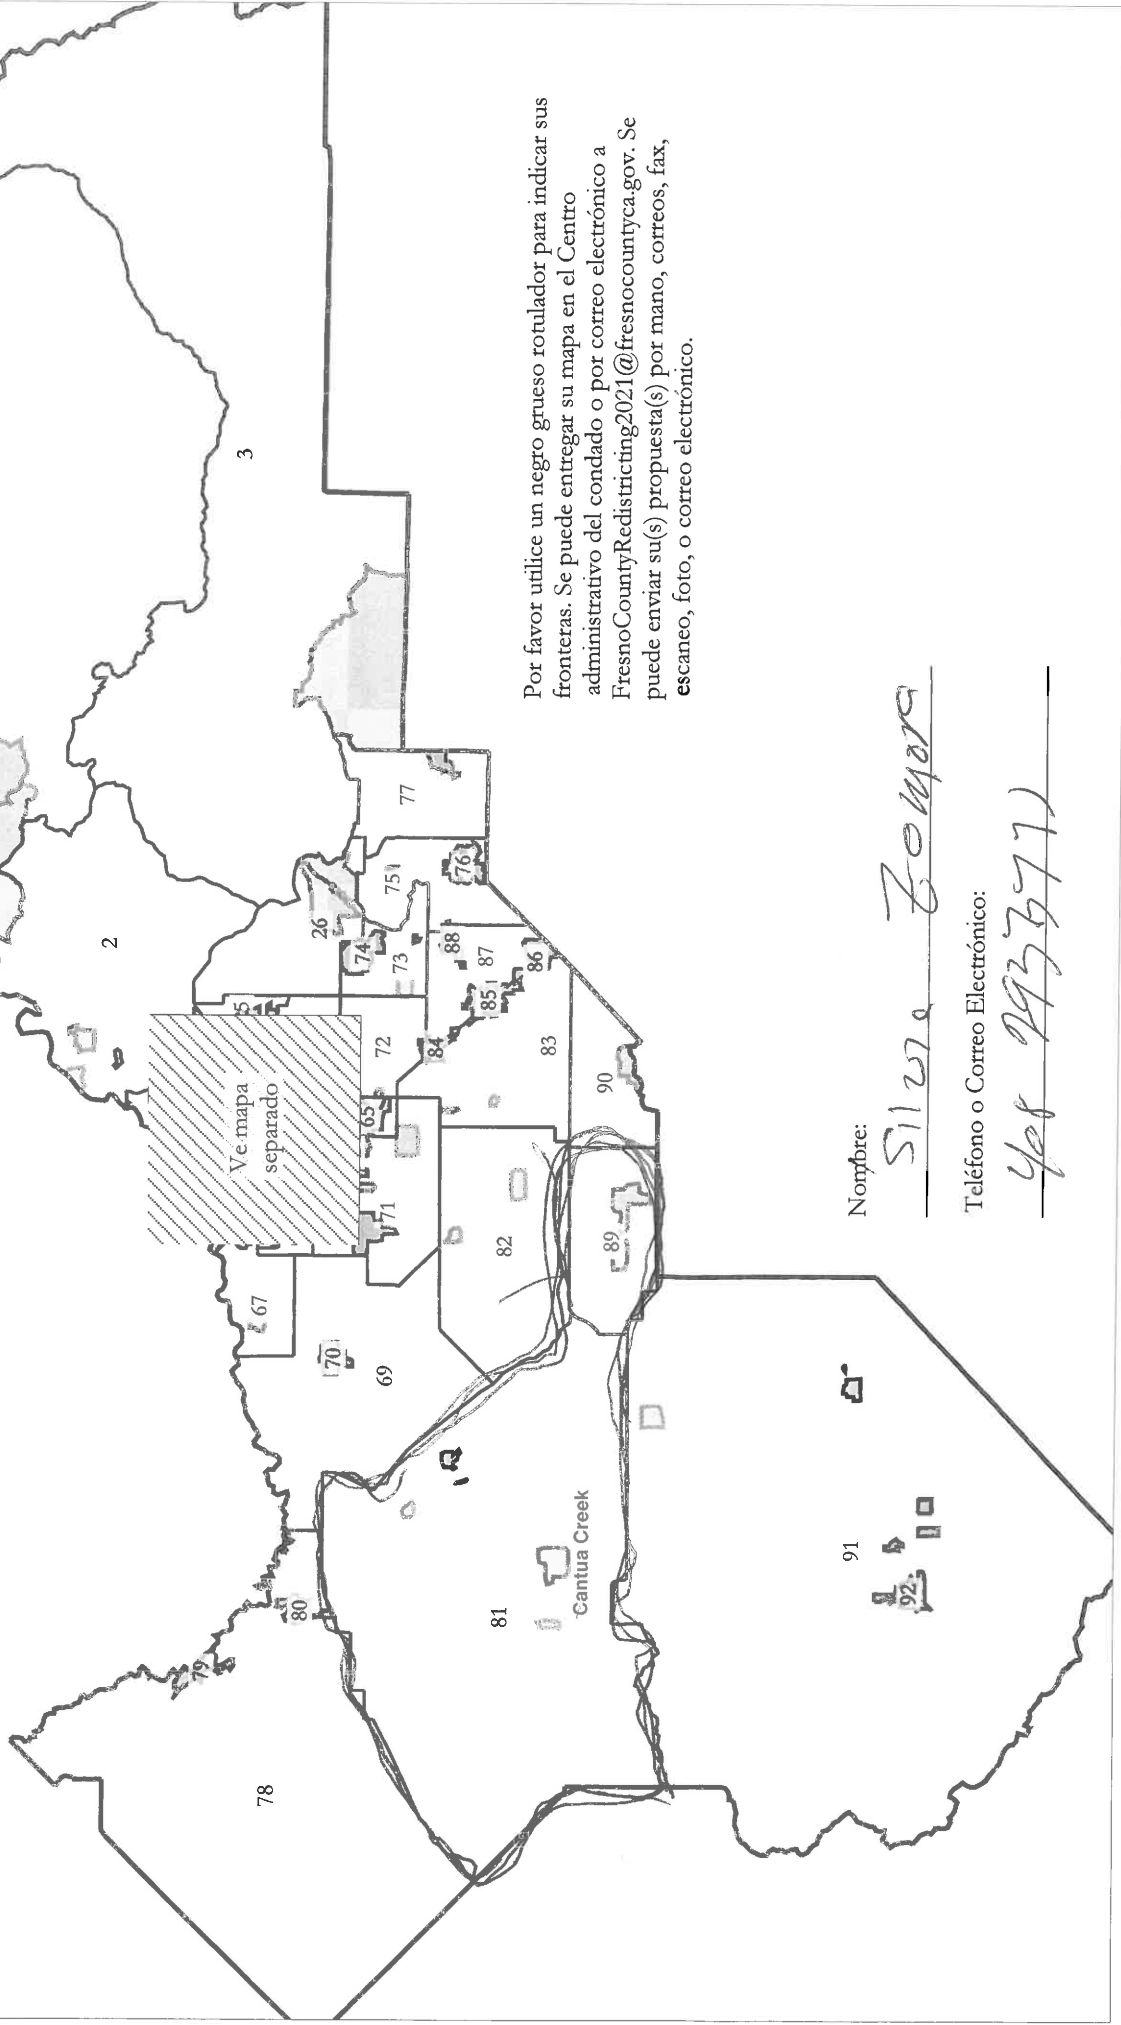 Por favor utilice un negro grueso rotulador para indicar sus
fronteras. Se puede entregar su mapa en el Centro
administrativo del condado o por correo electrónico a
FresnoCountyRedistricting2021@fresnocountyca.gov. Se
puede enviar su(s) propuesta(s) por mano, correos, fax,
escaneo, foto, o correo electrónico.
2
3
Ve mapa
separado
5
26
67
70
69
65
71
72
73
74
75
76
77
78
79
80
81
Cantua Creek
82
83
84
85
86
87
88
89
90
91
92
Nombre:
Zamora
Teléfono o Correo Electrónico:
408